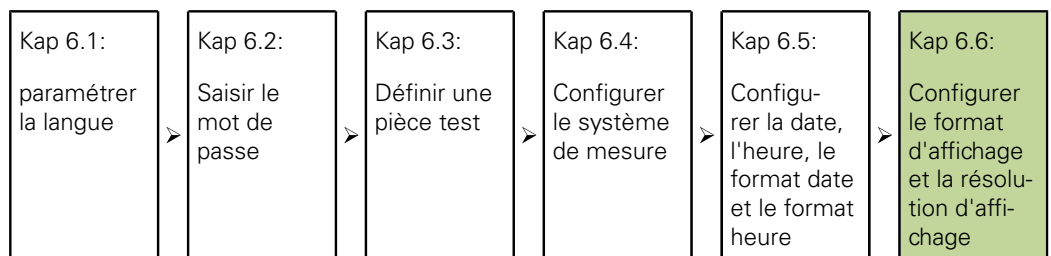 Kap 6.1:
paramétrer
la langue
➢
Kap 6.2:
Saisir le
mot de
passe
➢
Kap 6.3:
Définir une
pièce test
➢
Kap 6.4:
Configurer
le système
de mesure
➢
Kap 6.5:
Configu-
rer la date,
l'heure, le
format date
et le format
heure
➢
Kap 6.6:
Configurer
le format
d'affichage
et la résolu-
tion d'affi-
chage